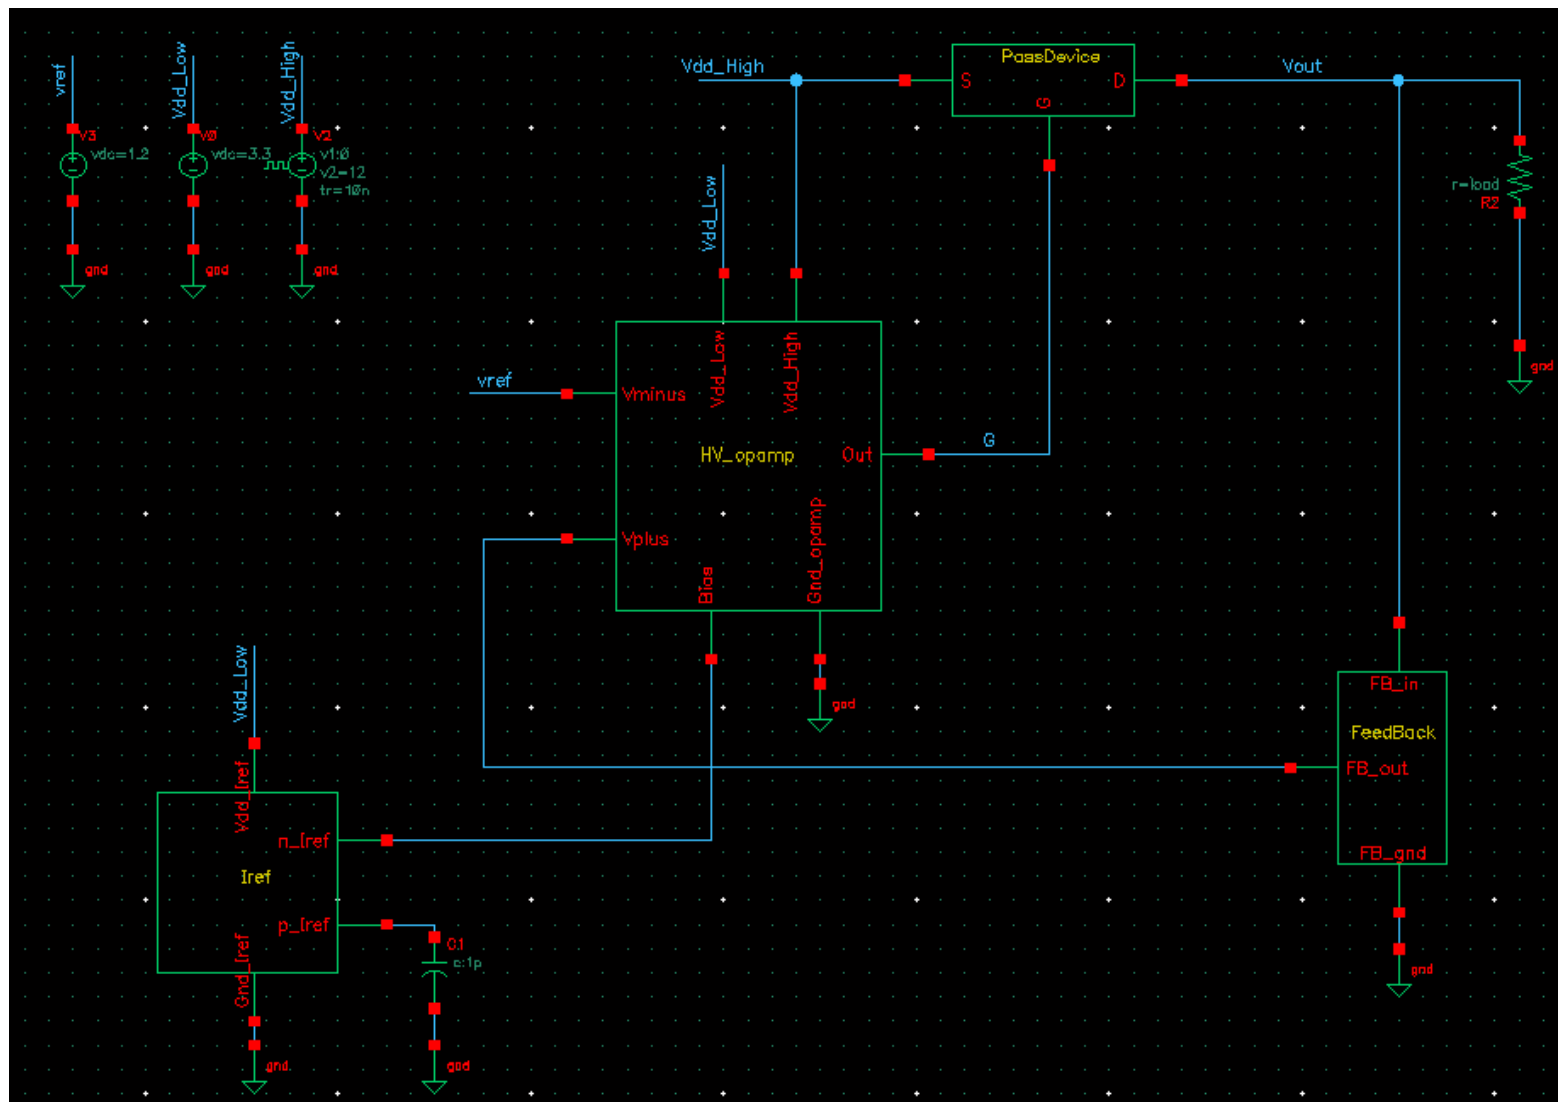 vref
V3
vdc=1.2
gnd
Vdd_Low
V0
vdc=3.3
gnd
Vdd_High
V2
v1:0
v2=12
tr=10n
gnd
Vdd_High
PassDevice
S
G
D
Vout
r=load
R2
gnd
Vdd_Low
vref
Vminus
Vdd_Low
Vdd_High
HV_opamp
Out
G
Vplus
Bias
Gnd_opamp
gnd
FB_in
FeedBack
FB_out
FB_gnd
gnd
Vdd_Low
Vdd_Iref
n_Iref
Iref
p_Iref
Gnd_Iref
gnd
C1
c:1p
gnd